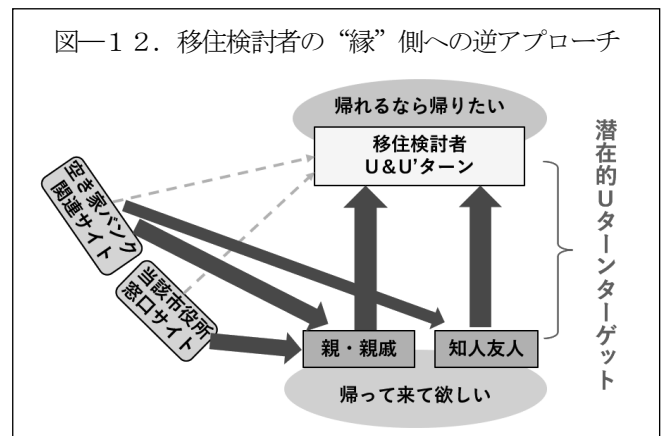 図―１２．移住検討者の“縁”側への逆アプローチ
帰れるなら帰りたい
移住検討者
U＆U’ターン
空き家バンク
関連サイト
当該市役所
窓口サイト
親・親戚
知人友人
帰って来て欲しい
潜在的Ｕターンターゲット